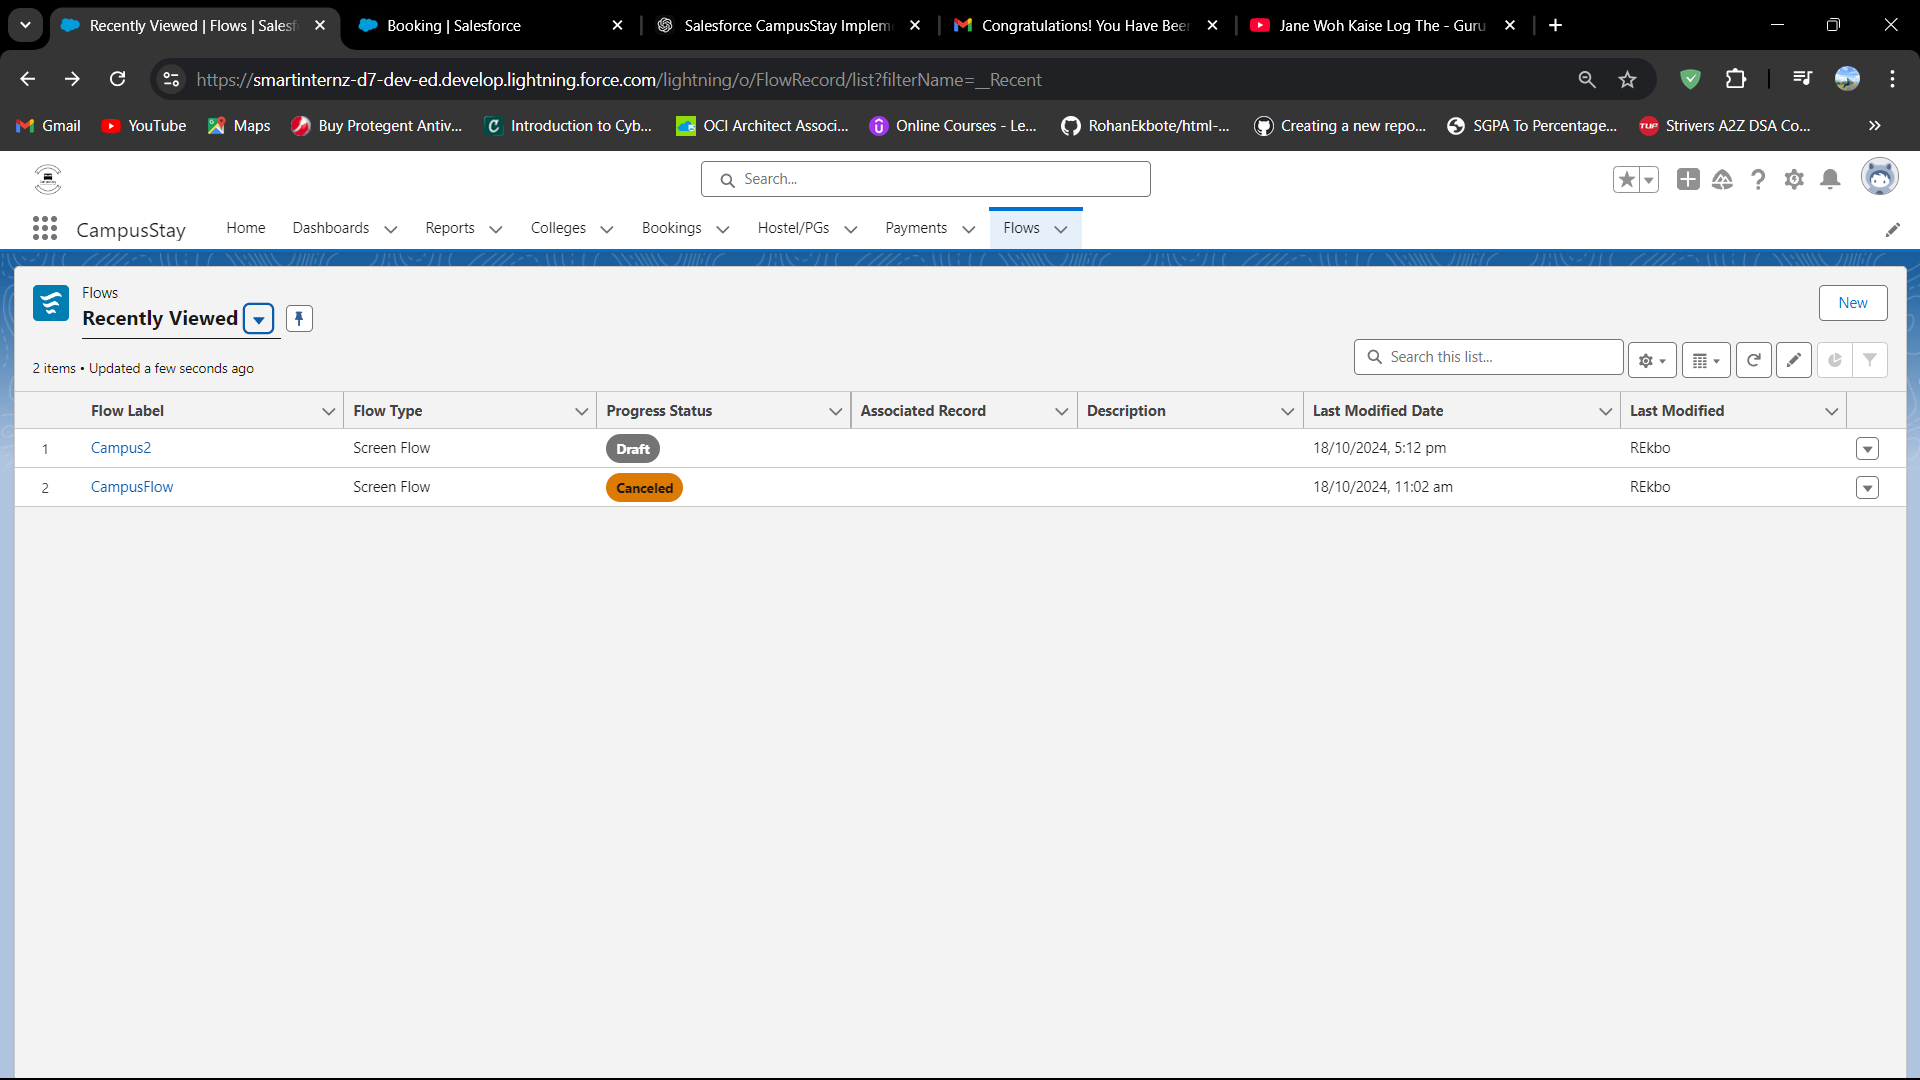 Recently Viewed | Flows | Salesf
Booking | Salesforce
Salesforce CampusStay Implem
Congratulations! You Have Beer
Jane Woh Kaise Log The - Guru
https://smartinternz-d7-dev-ed.develop.lightning.force.com/lightning/o/FlowRecord/list?filterName=__Recent
Gmail
YouTube
Maps
Buy Protegent Antiv...
Introduction to Cyb...
OCI Architect Associ...
Online Courses - Le...
RohanEkbote/html-...
Creating a new repo...
SGPA To Percentage...
TUF
Strivers A2Z DSA Co...
Search...
CampusStay
Home
Dashboards
Reports
Colleges
Bookings
Hostel/PGs
Payments
Flows
Flows
Recently Viewed
New
2 items • Updated a few seconds ago
Search this list...
Flow Label
Flow Type
Progress Status
Associated Record
Description
Last Modified Date
Last Modified
1 Campus2 Screen Flow Draft 18/10/2024, 5:12 pm REkbo
2 CampusFlow Screen Flow Canceled 18/10/2024, 11:02 am REkbo